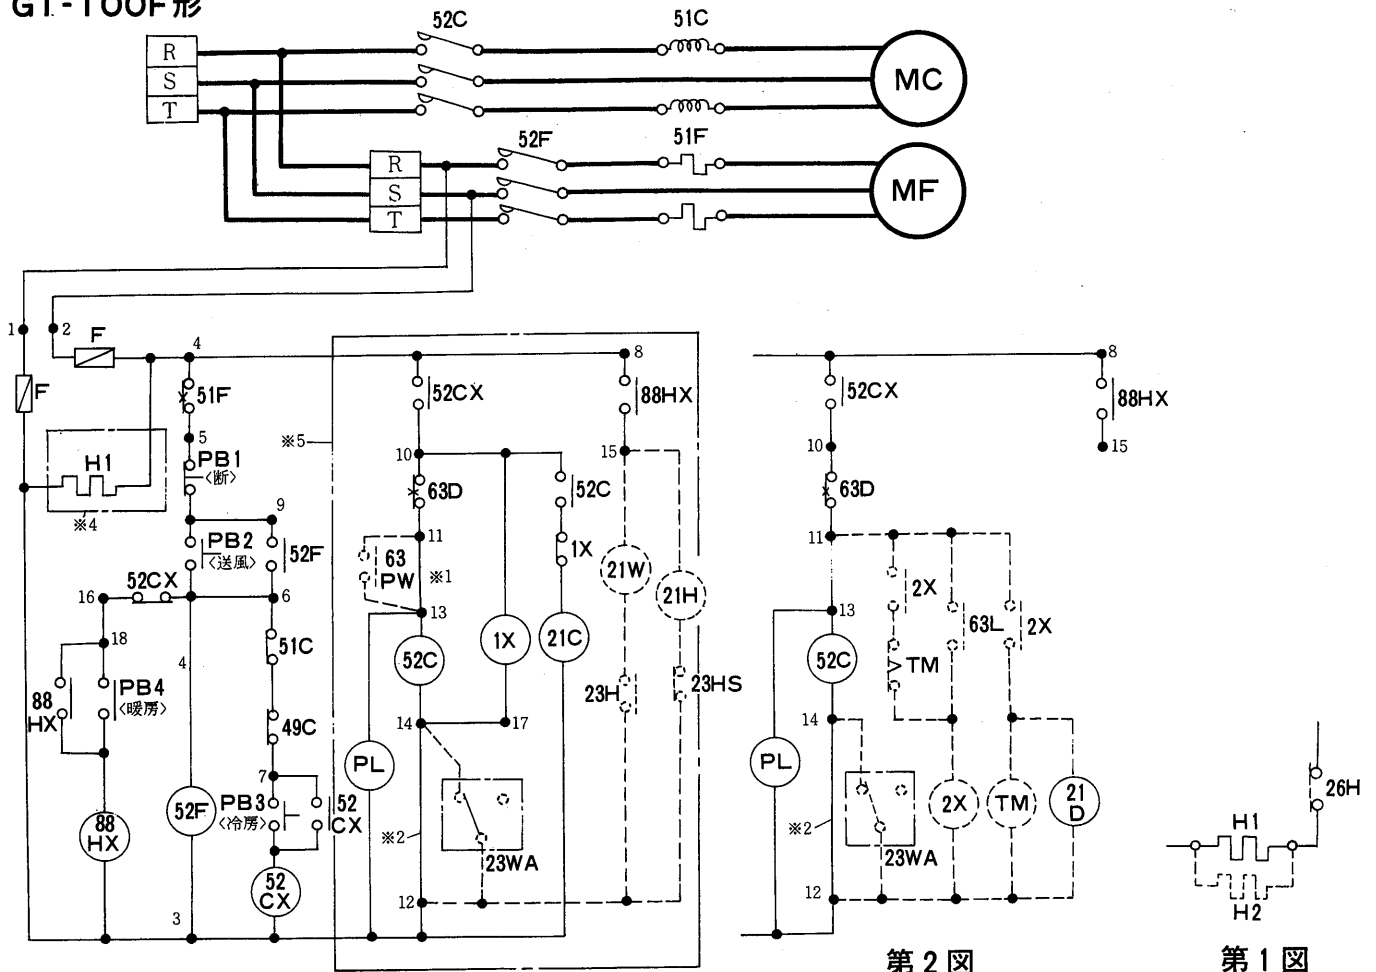 GT-100F形
52C
51C
R
S
T
MC
52F
51F
R
S
T
MF
1
2
F
4
8
8
F
51F
52CX
88HX
52CX
88HX
※5
5
10
15
10
15
H1
PB1
〈断〉
63D
52C
63D
※4
9
11
11
PB2
〈送風〉
52F
63
PW
※1
1X
21W
21H
2X
63L
2X
52CX
16
6
13
13
18
51C
52C
1X
21C
52C
TM
4
88
HX
PB4
〈暖房〉
23H
23HS
49C
14
17
14
7
PL
PL
52F
PB3
〈冷房〉
52
CX
88
HX
※2
23WA
※2
23WA
2X
TM
21
D
26H
H1
52
CX
12
12
H2
3
第2図
第1図